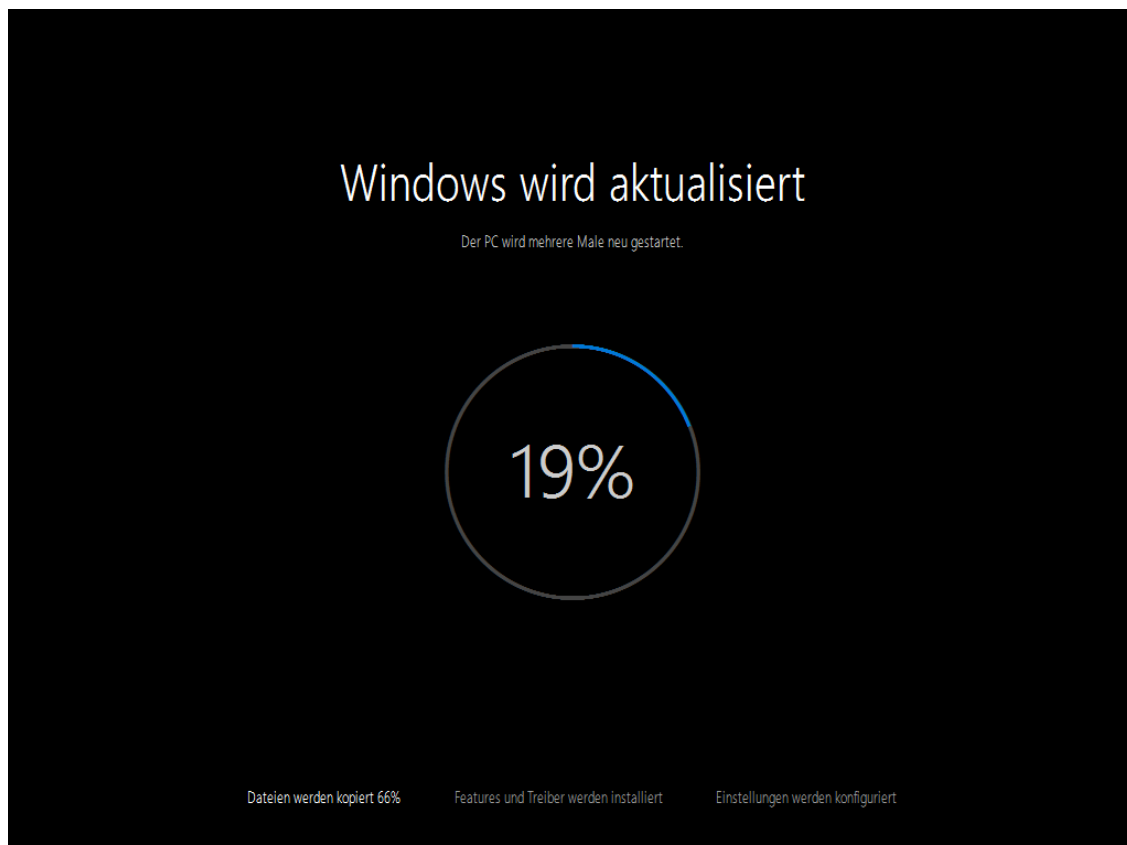 Windows wird aktualisiert
Der PC wird mehrere Male neu gestartet.
19%
Dateien werden kopiert 66% Features und Treiber werden installiert Einstellungen werden konfiguriert